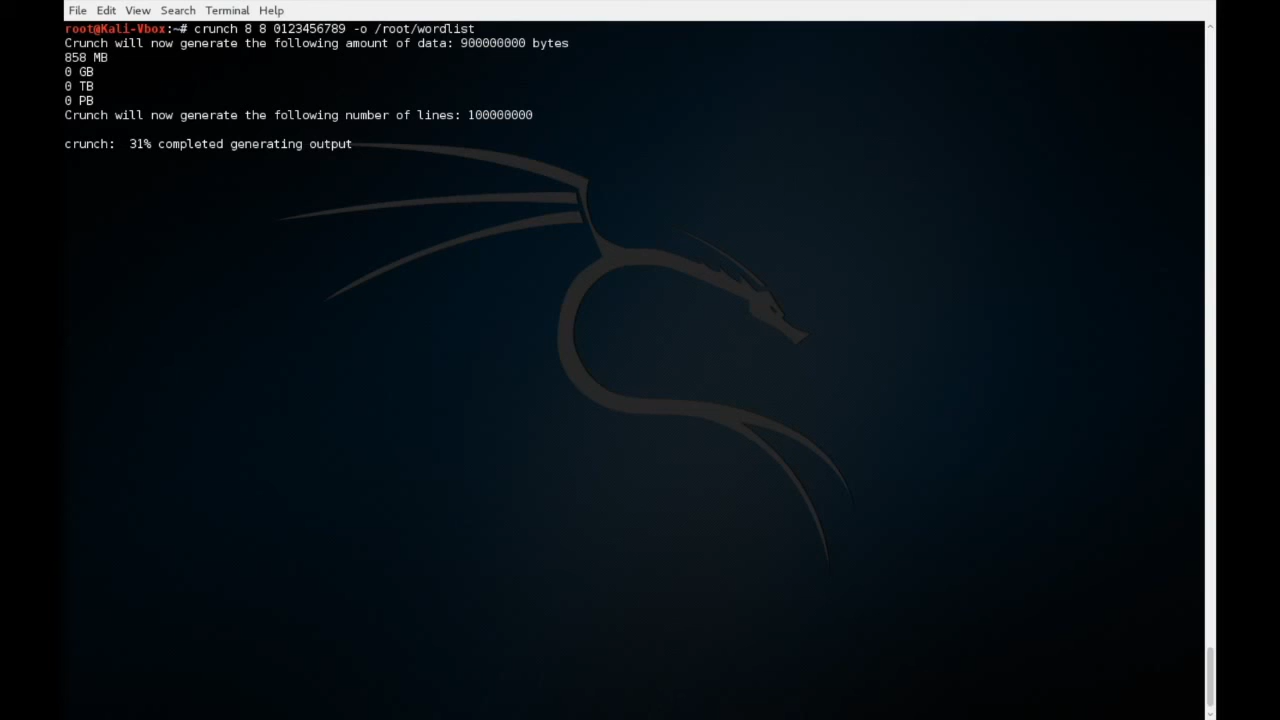 File Edit View Search Terminal Help
root@Kali-Vbox:~# crunch 8 8 0123456789 -o /root/wordlist
Crunch will now generate the following amount of data: 900000000 bytes
858 MB
0 GB
0 TB
0 PB
Crunch will now generate the following number of lines: 100000000
crunch:  31% completed generating output